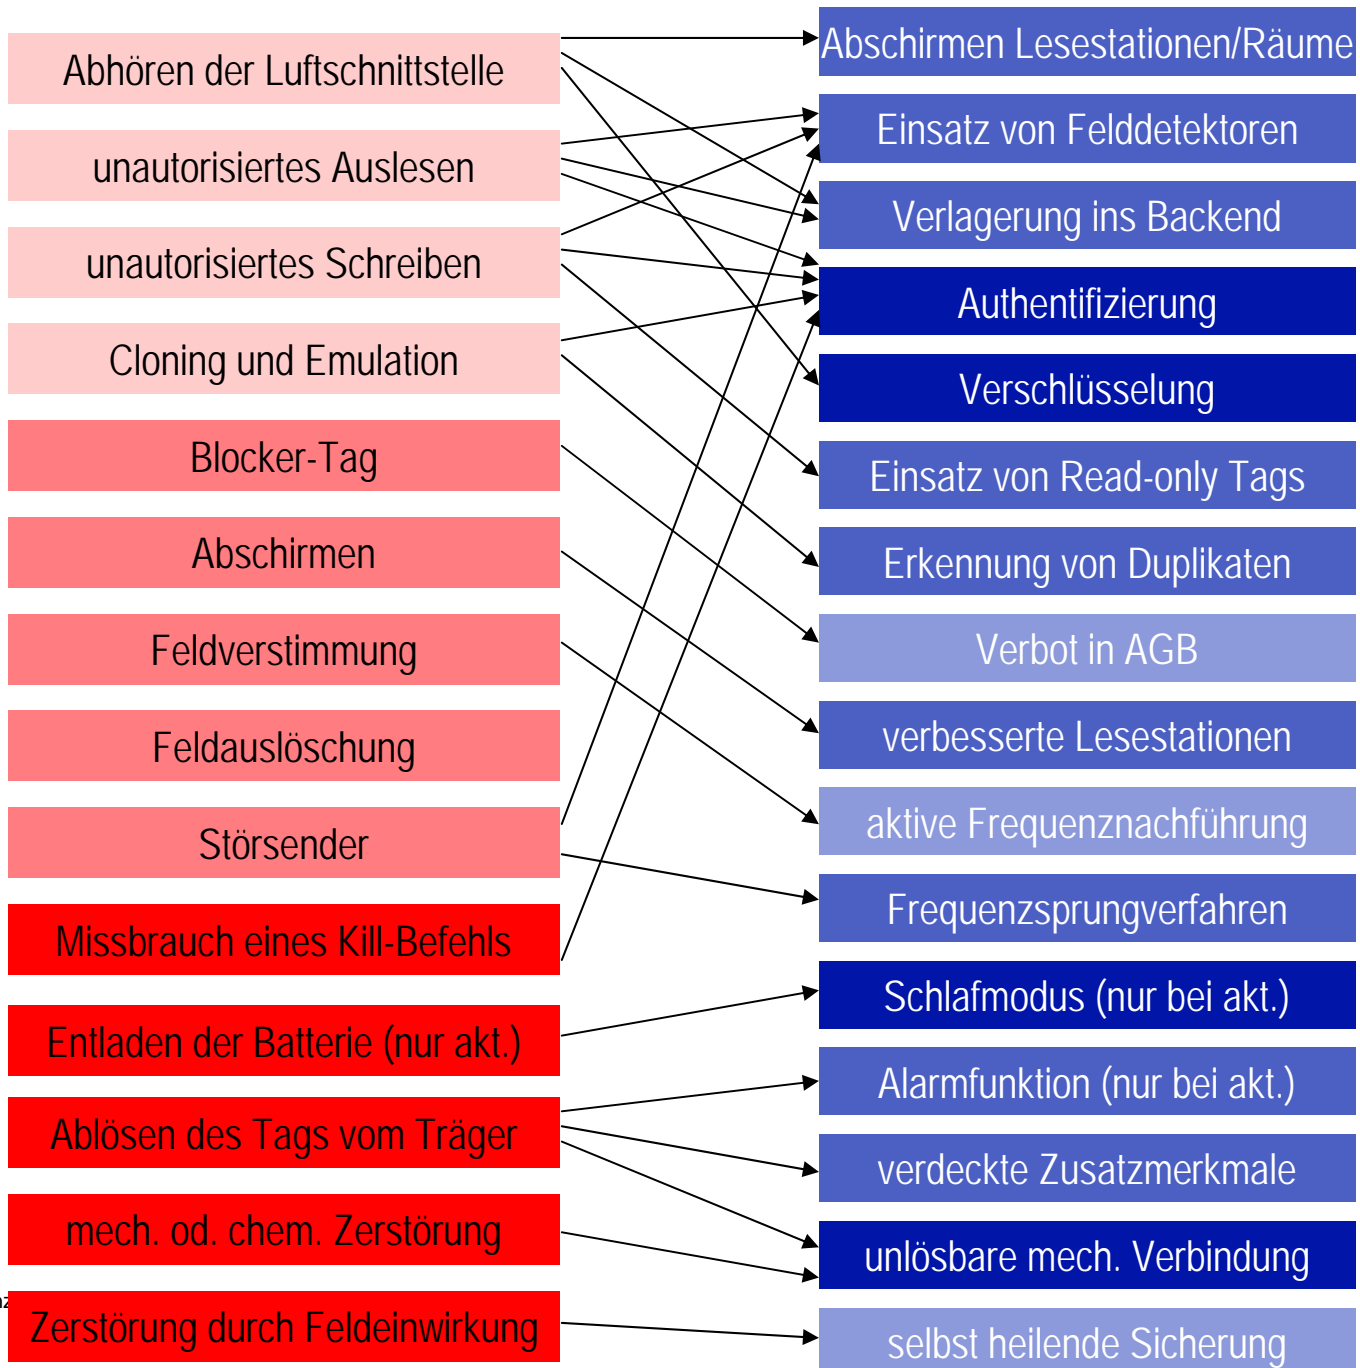 Abhören der Luftschnittstelle
unautorisiertes Auslesen
unautorisiertes Schreiben
Cloning und Emulation
Blocker-Tag
Abschirmen
Feldverstimmung
Feldauslöschung
Störsender
Missbrauch eines Kill-Befehls
Entladen der Batterie (nur akt.)
Ablösen des Tags vom Träger
mech. od. chem. Zerstörung
Zerstörung durch Feldeinwirkung
Abschirmen Lesestationen/Räume
Einsatz von Felddetektoren
Verlagerung ins Backend
Authentifizierung
Verschlüsselung
Einsatz von Read-only Tags
Erkennung von Duplikaten
Verbot in AGB
verbesserte Lesestationen
aktive Frequenznachführung
Frequenzsprungverfahren
Schlafmodus (nur bei akt.)
Alarmfunktion (nur bei akt.)
verdeckte Zusatzmerkmale
unlösbare mech. Verbindung
selbst heilende Sicherung